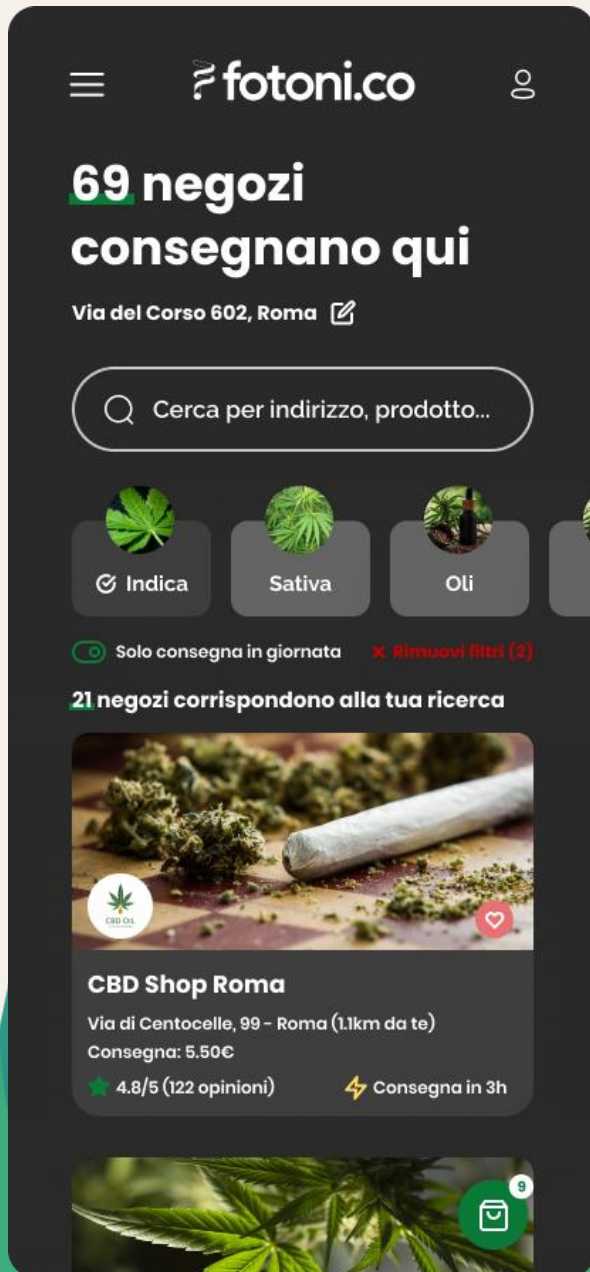 fotoni.co
69 negozi
consegnano qui
Via del Corso 602, Roma
Cerca per indirizzo, prodotto...
Indica
Sativa
Oli
Solo consegna in giornata
Rimuovi filtri (2)
21 negozi corrispondono alla tua ricerca
CBD OIL
CBD Shop Roma
Via di Centocelle, 99 - Roma (1.1km da te)
Consegna: 5.50€
4.8/5 (122 opinioni)
Consegna in 3h
9